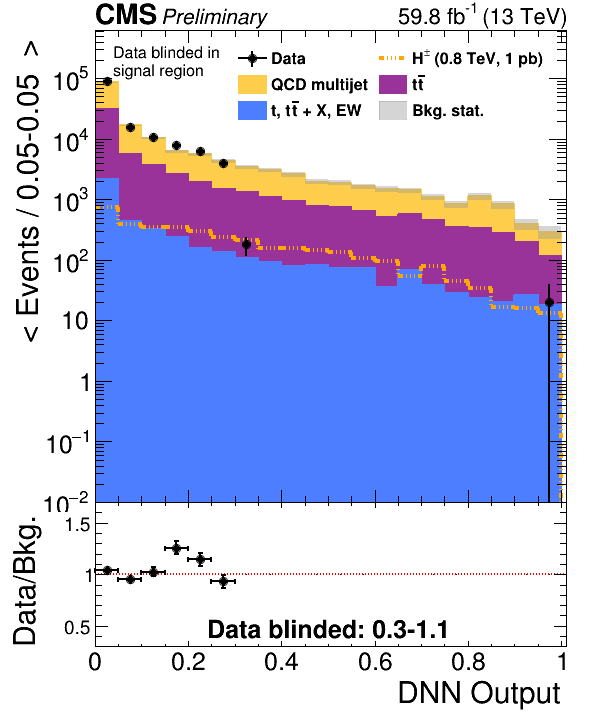 CMS Preliminary 59.8 fb⁻¹ (13 TeV)
Data blinded in
signal region
Data
H± (0.8 TeV, 1 pb)
QCD multijet
tt̄
t, tt̄ + X, EW
Bkg. stat.
< Events / 0.05-0.05 >
10⁵
10⁴
10³
10²
10
1
10⁻¹
10⁻²
Data/Bkg.
1.5
1
0.5
Data blinded: 0.3-1.1
0 0.2 0.4 0.6 0.8 1
DNN Output